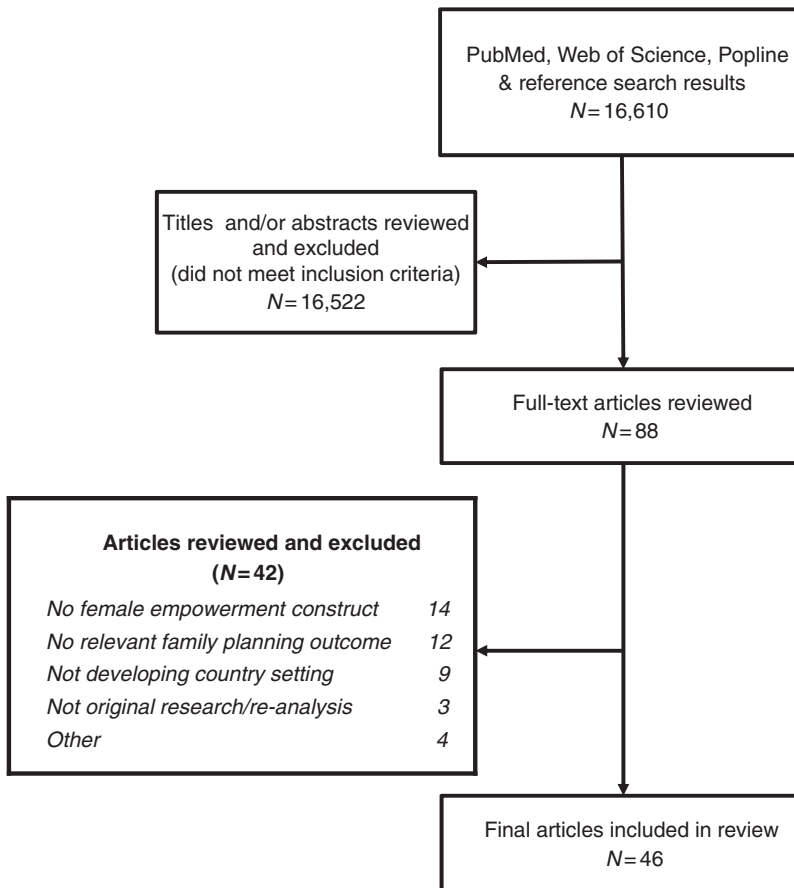 PubMed, Web of Science, Popline
& reference search results
N= 16,610
Titles and/or abstracts reviewed
and excluded
(did not meet inclusion criteria)
N= 16,522
Full-text articles reviewed
N= 88
Articles reviewed and excluded
(N= 42)
No female empowerment construct 14
No relevant family planning outcome 12
Not developing country setting 9
Not original research/re-analysis 3
Other 4
Final articles included in review
N= 46